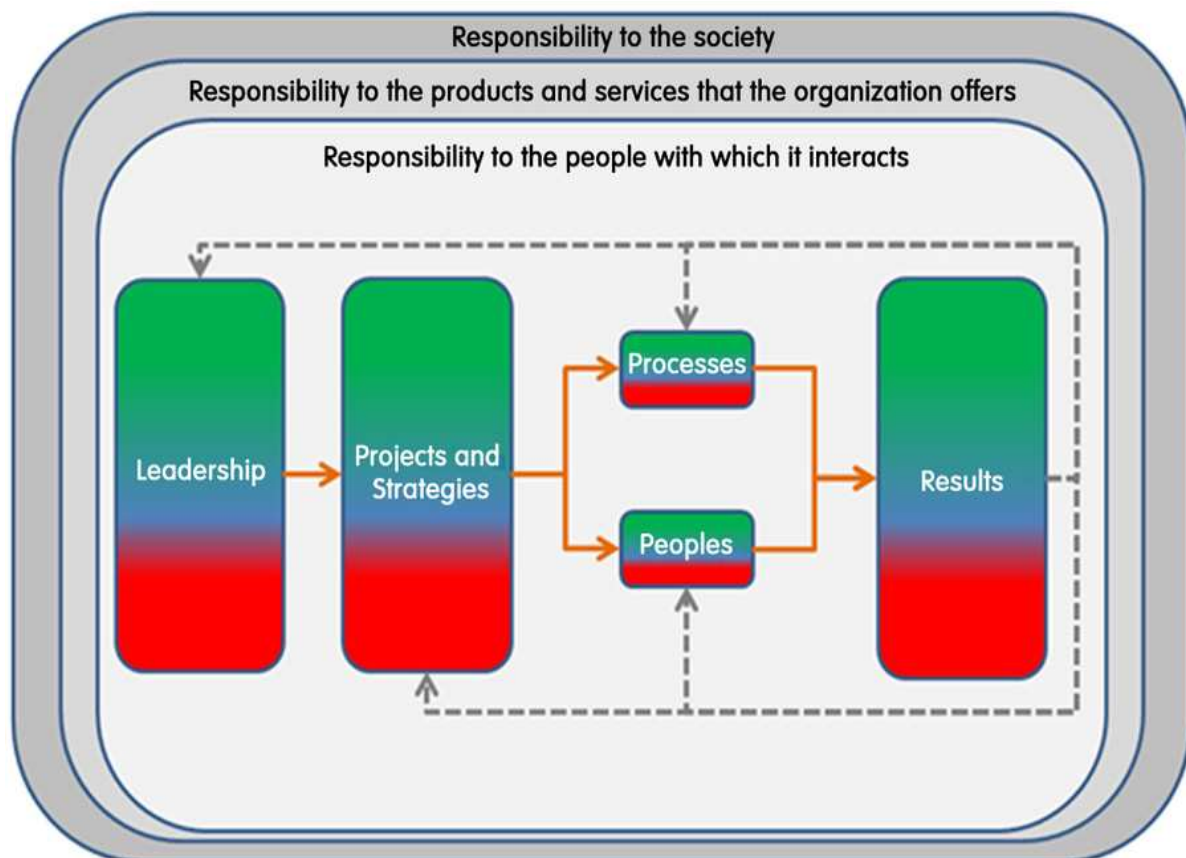 Responsibility to the society
Responsibility to the products and services that the organization offers
Responsibility to the people with which it interacts
Leadership
Projects and
Strategies
Processes
Peoples
Results